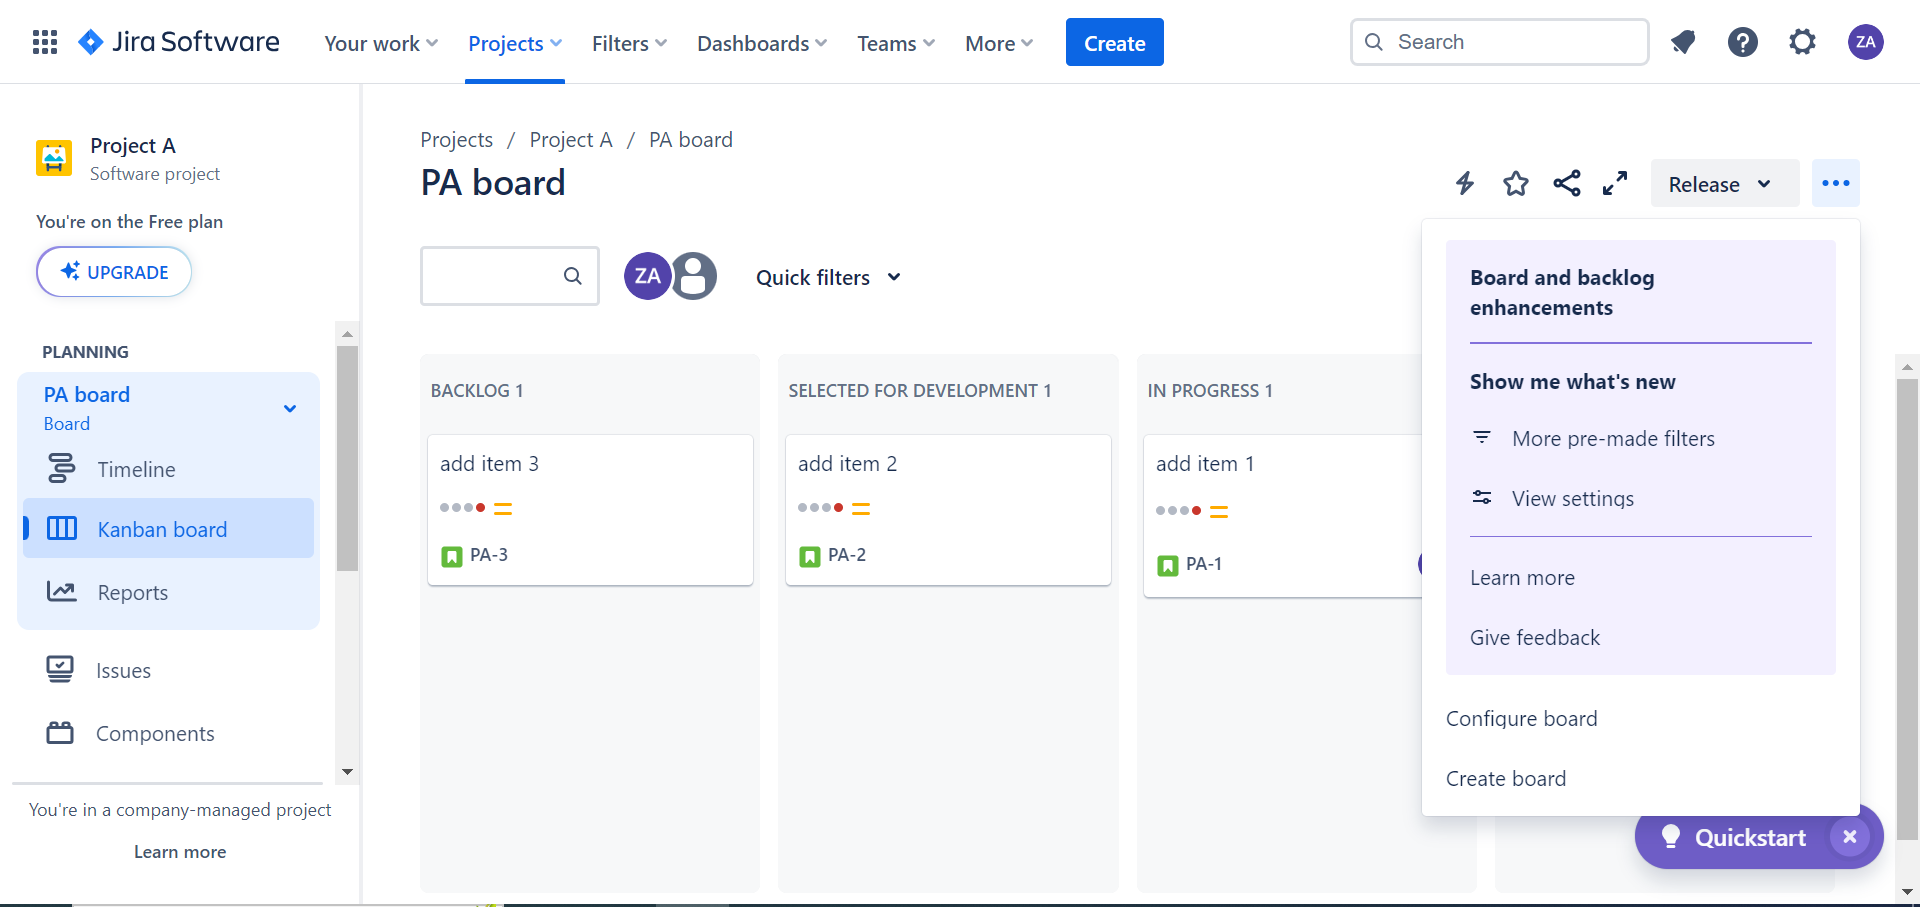 Jira Software
Your work
Projects
Filters
Dashboards
Teams
More
Create
Search
ZA
Project A
Software project
You're on the Free plan
UPGRADE
PLANNING
PA board
Board
Timeline
Kanban board
Reports
Issues
Components
You're in a company-managed project
Learn more
Projects / Project A / PA board
PA board
Release
ZA
Quick filters
BACKLOG 1
add item 3
PA-3
SELECTED FOR DEVELOPMENT 1
add item 2
PA-2
IN PROGRESS 1
add item 1
PA-1
Board and backlog
enhancements
Show me what's new
More pre-made filters
View settings
Learn more
Give feedback
Configure board
Create board
Quickstart